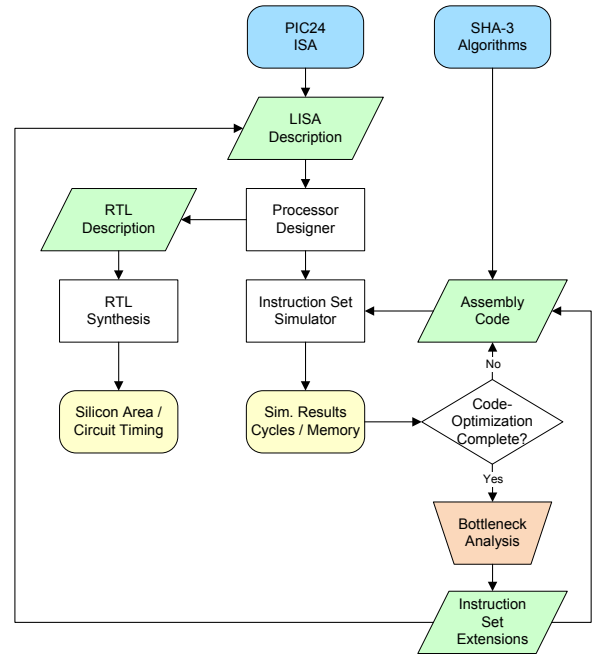 PIC24
ISA
SHA-3
Algorithms
LISA
Description
RTL
Description
Processor
Designer
RTL
Synthesis
Instruction Set
Simulator
Assembly
Code
No
Silicon Area /
Circuit Timing
Sim. Results
Cycles / Memory
Code-
Optimization
Complete?
Yes
Bottleneck
Analysis
Instruction
Set
Extensions